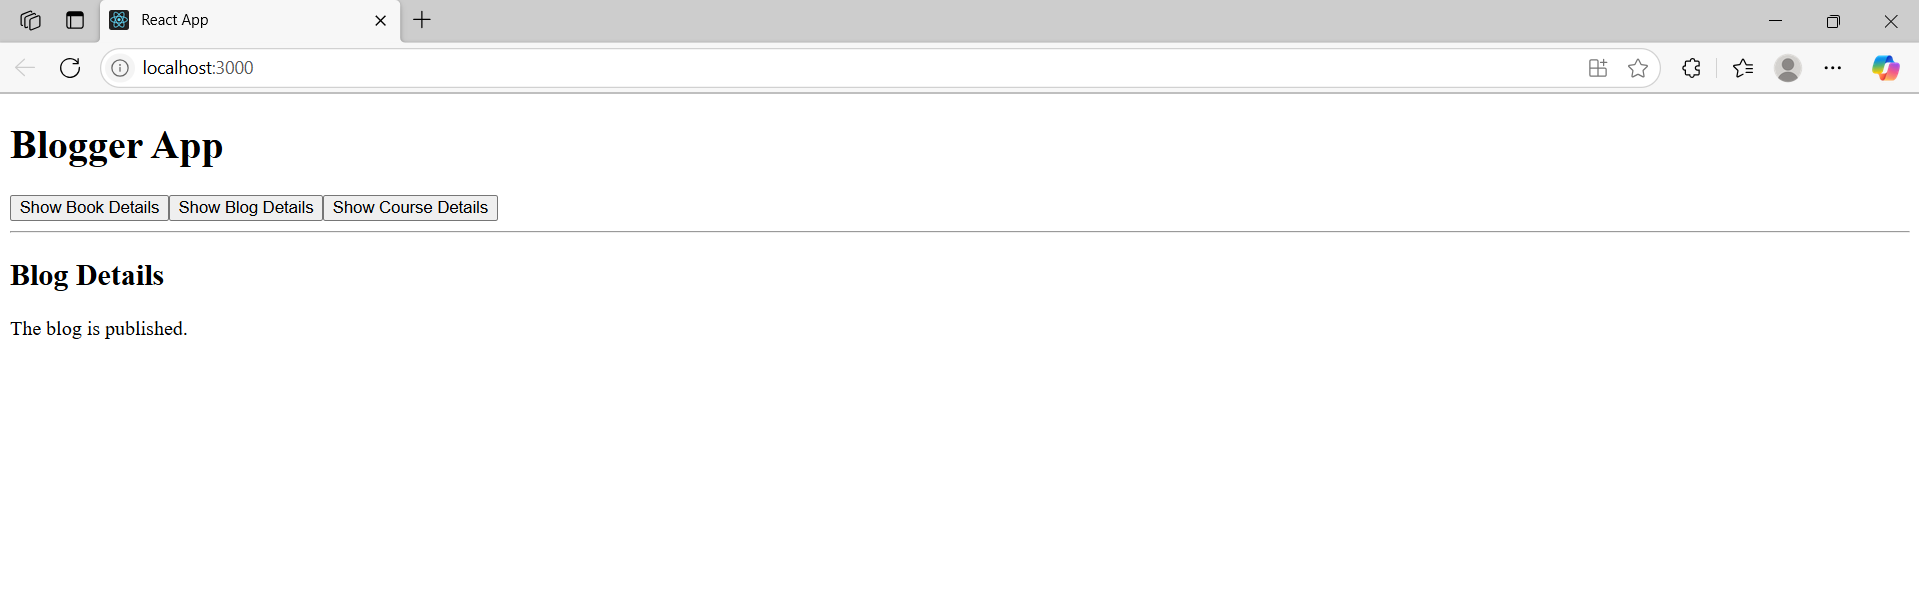 React App
localhost:3000
Blogger App
Show Book Details Show Blog Details Show Course Details
Blog Details
The blog is published.